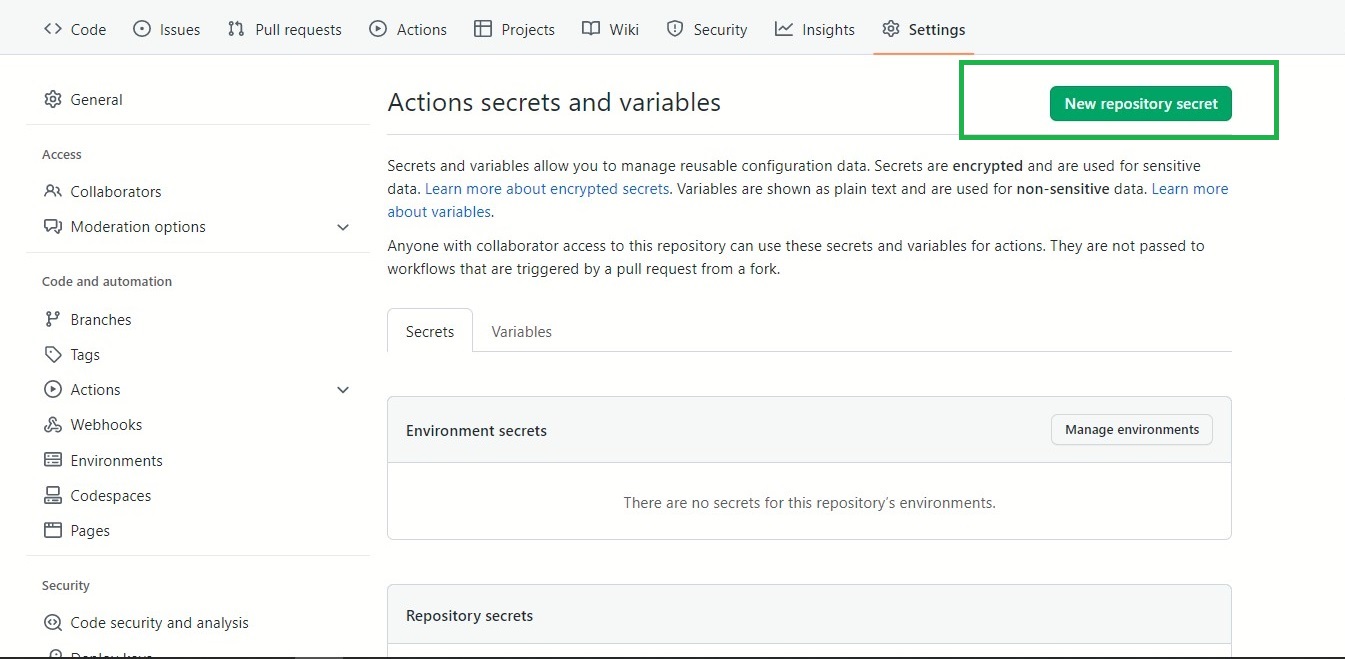 Code Issues Pull requests Actions Projects Wiki Security Insights Settings
General
Access
Collaborators
Moderation options
Code and automation
Branches
Tags
Actions
Webhooks
Environments
Codespaces
Pages
Security
Code security and analysis
Deploy keys
Actions secrets and variables
New repository secret
Secrets and variables allow you to manage reusable configuration data. Secrets are encrypted and are used for sensitive
data. Learn more about encrypted secrets. Variables are shown as plain text and are used for non-sensitive data. Learn more
about variables.
Anyone with collaborator access to this repository can use these secrets and variables for actions. They are not passed to
workflows that are triggered by a pull request from a fork.
Secrets Variables
Environment secrets
Manage environments
There are no secrets for this repository's environments.
Repository secrets